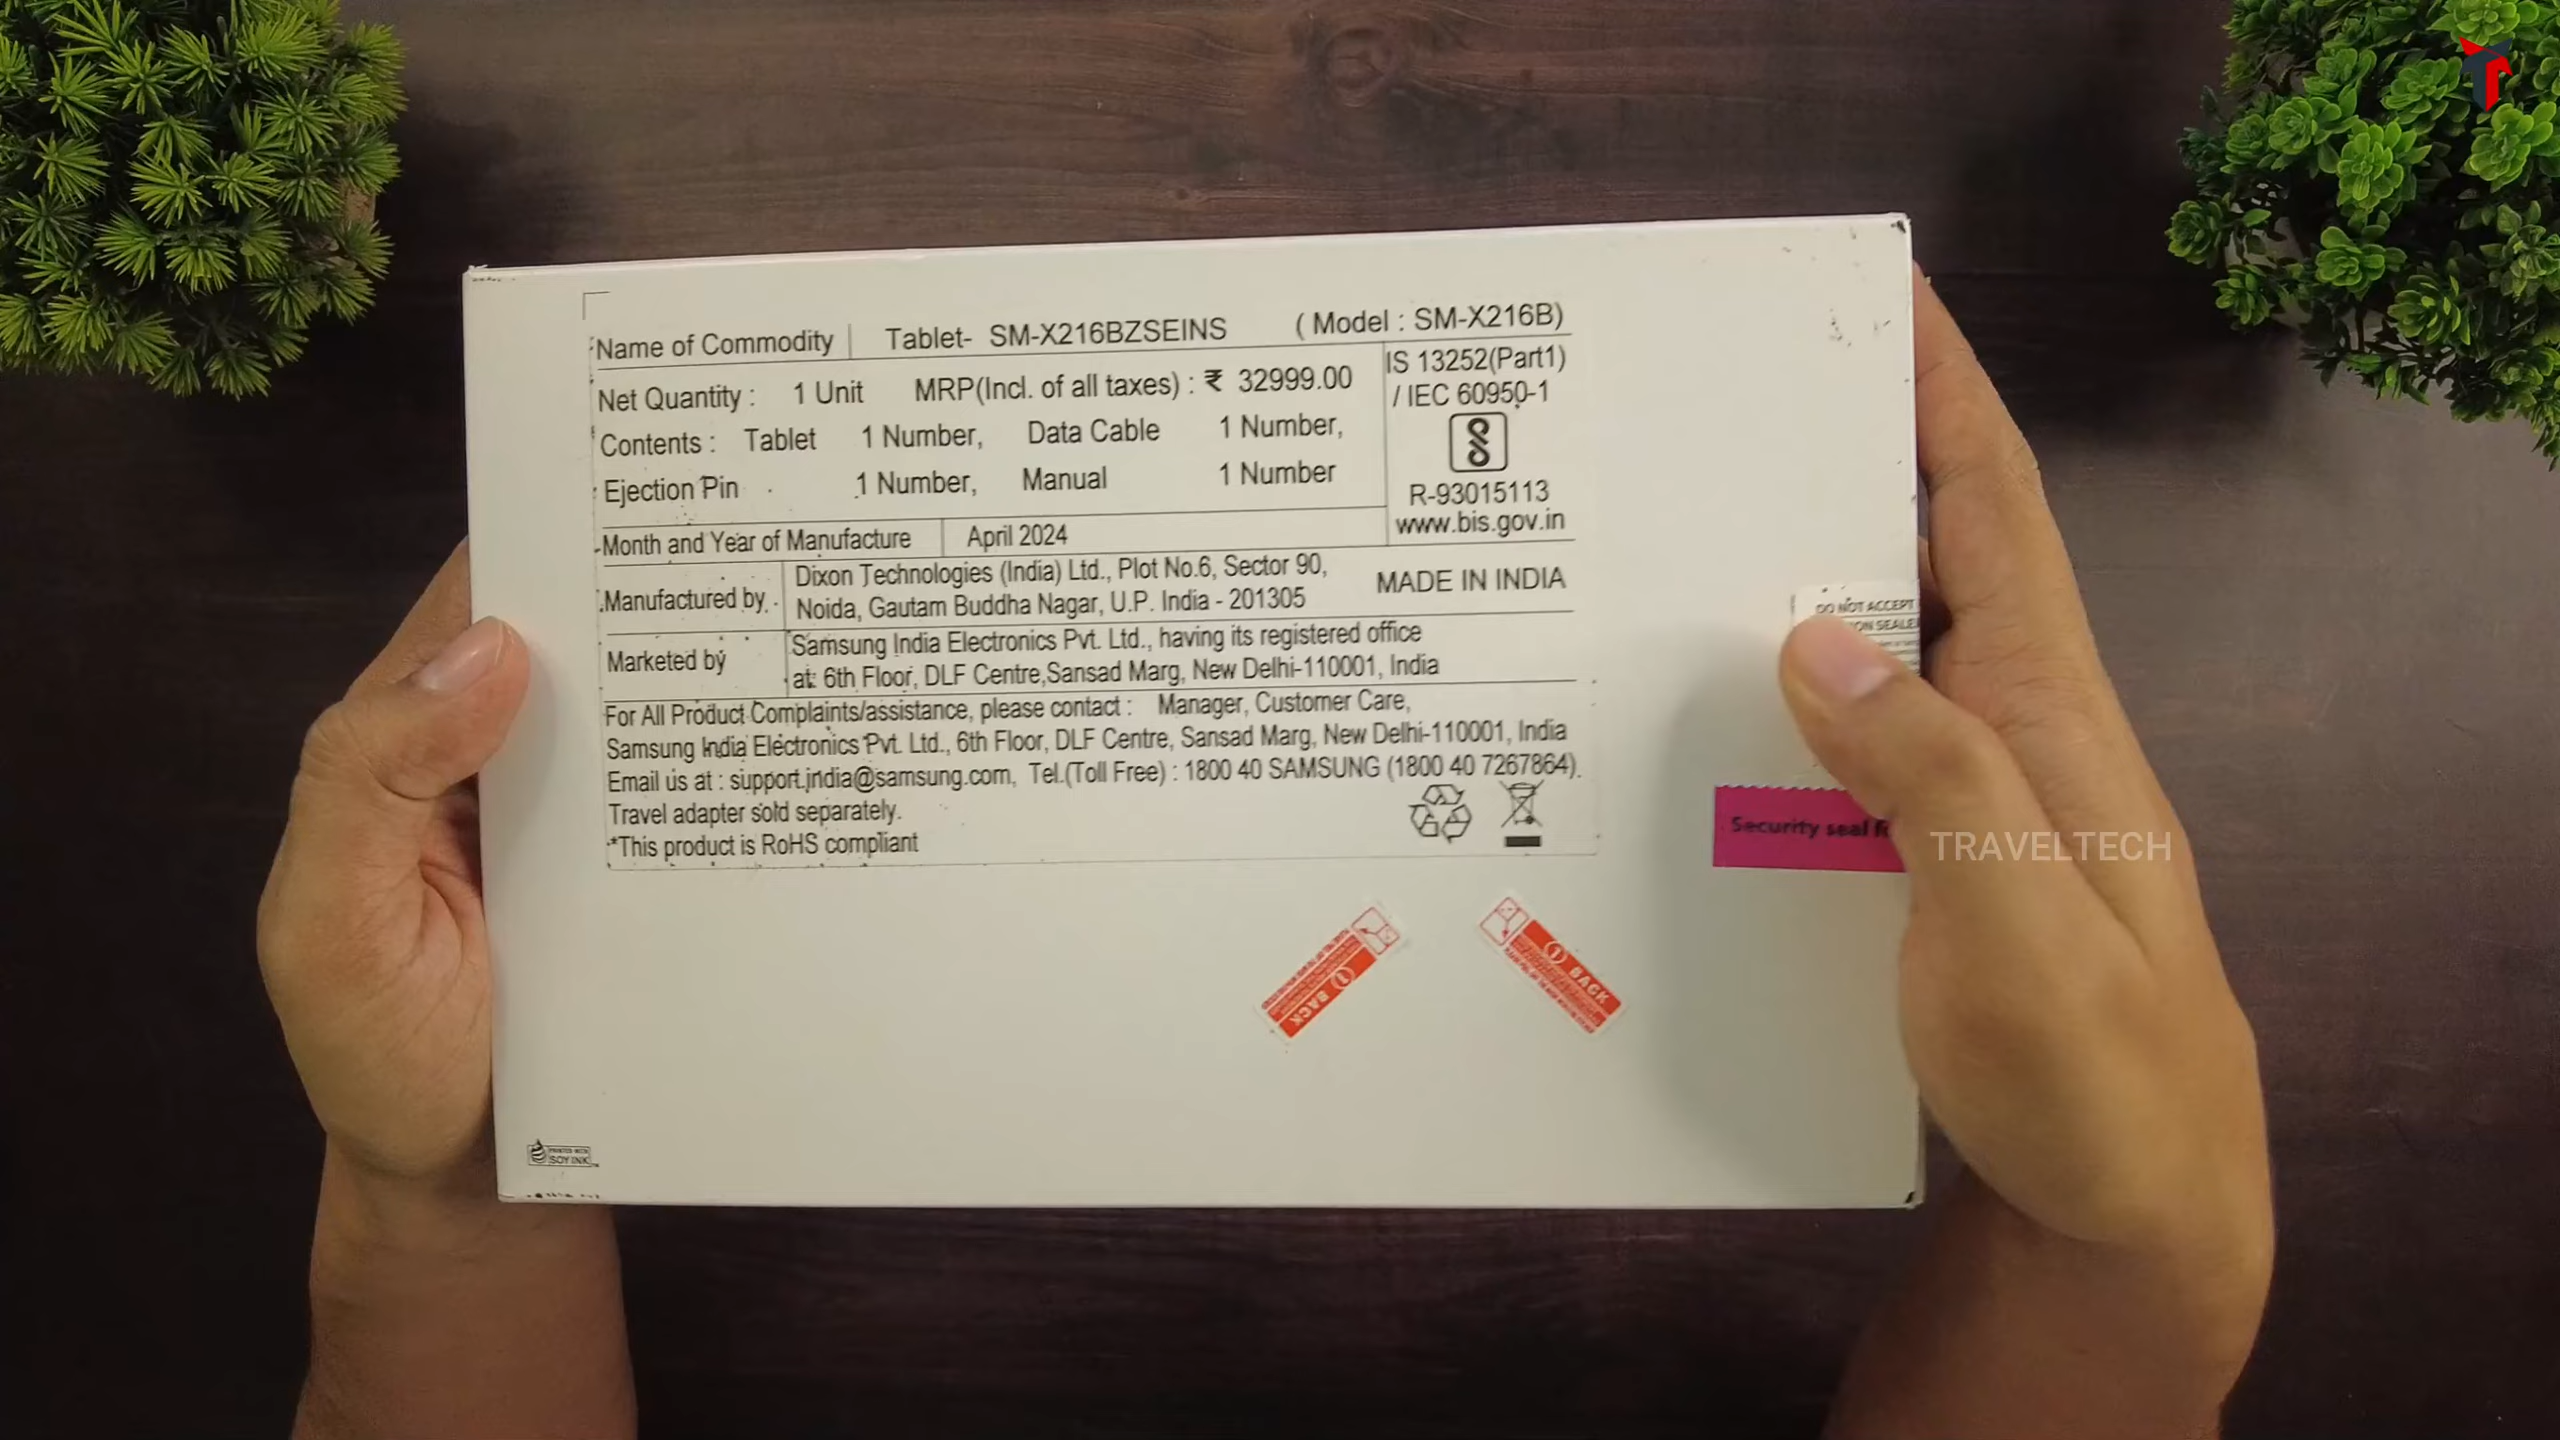 Name of Commodity Tablet- SM-X216BZSEINS ( Model : SM-X216B)
Net Quantity : 1 Unit MRP(Incl. of all taxes) : ₹ 32999.00
IS 13252(Part1)
/ IEC 60950-1
Contents : Tablet 1 Number, Data Cable 1 Number,
Ejection Pin 1 Number, Manual 1 Number
R-93015113
www.bis.gov.in
Month and Year of Manufacture April 2024
Manufactured by Dixon Technologies (India) Ltd., Plot No.6, Sector 90,
Noida, Gautam Buddha Nagar, U.P. India - 201305
MADE IN INDIA
Marketed by Samsung India Electronics Pvt. Ltd., having its registered office
at: 6th Floor, DLF Centre,Sansad Marg, New Delhi-110001, India
For All Product Complaints/assistance, please contact : Manager, Customer Care,
Samsung India Electronics Pvt. Ltd., 6th Floor, DLF Centre, Sansad Marg, New Delhi-110001, India
Email us at : support.india@samsung.com, Tel.(Toll Free) : 1800 40 SAMSUNG (1800 40 7267864).
Travel adapter sold separately.
*This product is RoHS compliant
DO NOT ACCEPT
Security seal
TRAVELTECH
1 BACK
1 BACK
PRINTED WITH
SOY INK